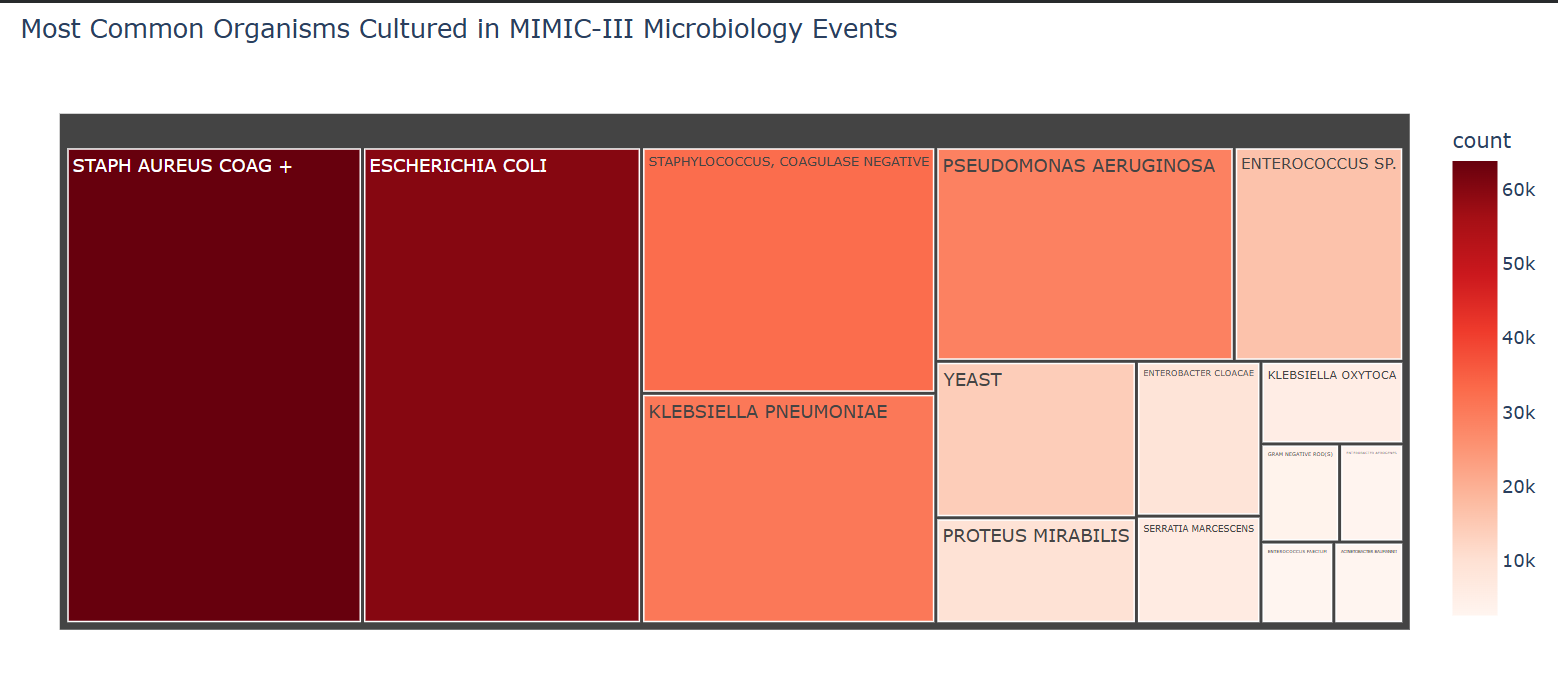 Most Common Organisms Cultured in MIMIC-III Microbiology Events
STAPH AUREUS COAG +
ESCHERICHIA COLI
STAPHYLOCOCCUS, COAGULASE NEGATIVE
KLEBSIELLA PNEUMONIAE
PSEUDOMONAS AERUGINOSA
ENTEROCOCCUS SP.
YEAST
PROTEUS MIRABILIS
ENTEROBACTER CLOACAE
SERRATIA MARCESCENS
KLEBSIELLA OXYTOCA
GRAM NEGATIVE ROD(S)
ENTEROCOCCUS FAECIUM
count
60k
50k
40k
30k
20k
10k